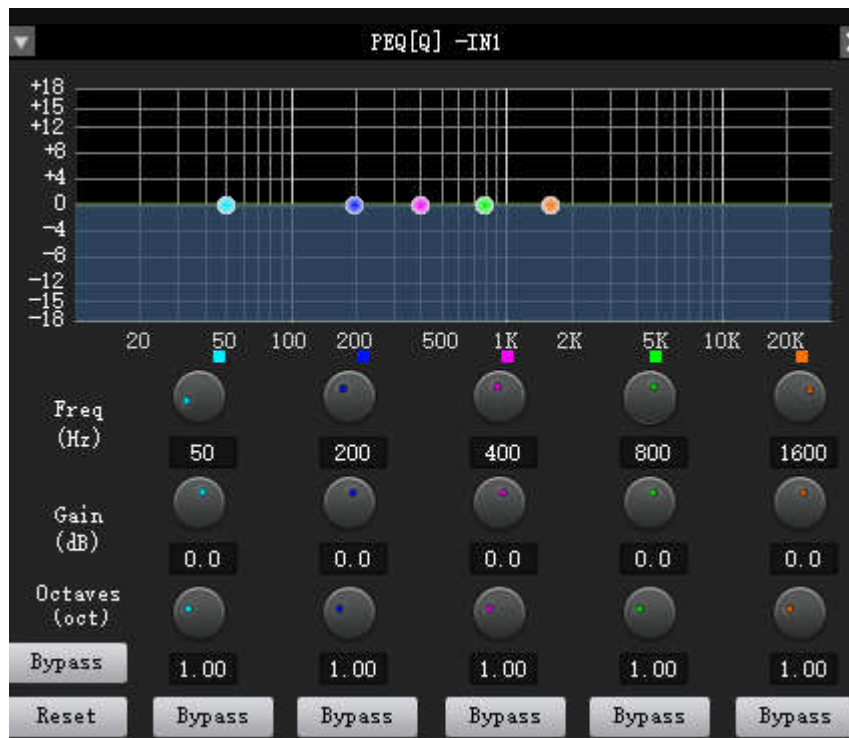 PEQ[Q] -IN1
+18
+15
+12
+8
+4
0
-4
-8
-12
-15
-18
20 50 100 200 500 1K 2K 5K 10K 20K
Freq
(Hz)
50 200 400 800 1600
Gain
(dB)
0.0 0.0 0.0 0.0 0.0
Octaves
(oct)
1.00 1.00 1.00 1.00 1.00
Bypass
Reset Bypass Bypass Bypass Bypass Bypass